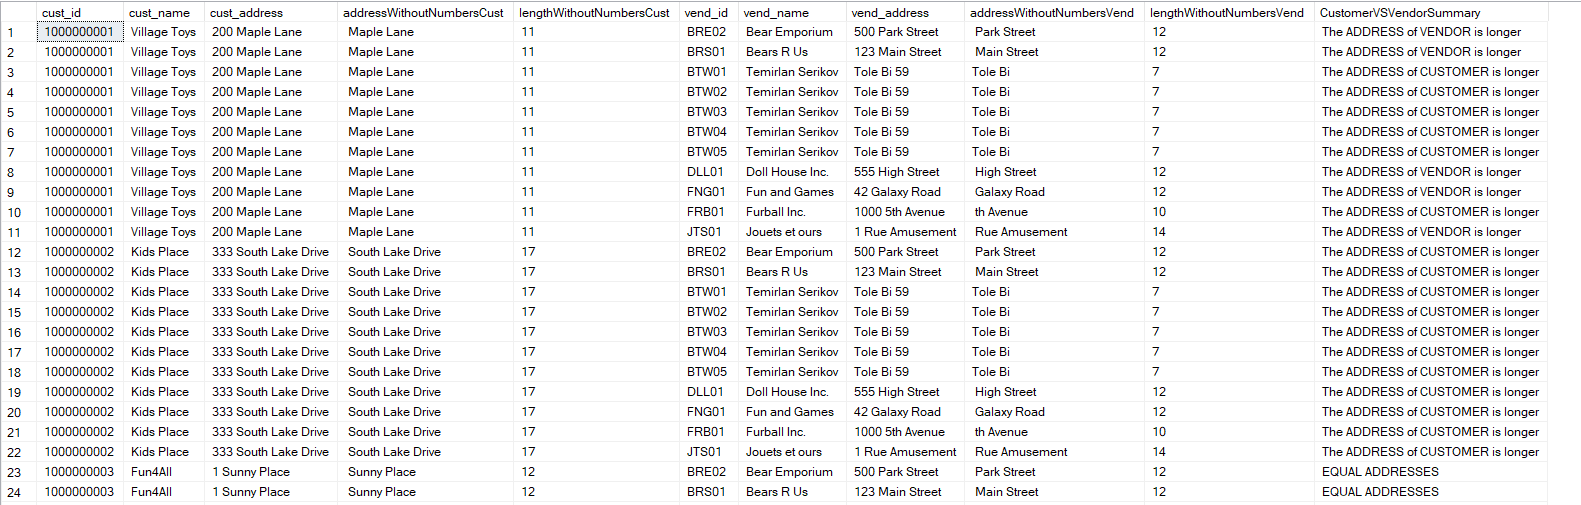 cust_id cust_name cust_address addressWithoutNumbersCust lengthWithoutNumbersCust vend_id vend_name vend_address addressWithoutNumbersVend lengthWithoutNumbersVend CustomerVSVendorSummary
1 1000000001 Village Toys 200 Maple Lane Maple Lane 11 BRE02 Bear Emporium 500 Park Street Park Street 12 The ADDRESS of VENDOR is longer
2 1000000001 Village Toys 200 Maple Lane Maple Lane 11 BRS01 Bears R Us 123 Main Street Main Street 12 The ADDRESS of VENDOR is longer
3 1000000001 Village Toys 200 Maple Lane Maple Lane 11 BTW01 Temirlan Serikov Tole Bi 59 Tole Bi 7 The ADDRESS of CUSTOMER is longer
4 1000000001 Village Toys 200 Maple Lane Maple Lane 11 BTW02 Temirlan Serikov Tole Bi 59 Tole Bi 7 The ADDRESS of CUSTOMER is longer
5 1000000001 Village Toys 200 Maple Lane Maple Lane 11 BTW03 Temirlan Serikov Tole Bi 59 Tole Bi 7 The ADDRESS of CUSTOMER is longer
6 1000000001 Village Toys 200 Maple Lane Maple Lane 11 BTW04 Temirlan Serikov Tole Bi 59 Tole Bi 7 The ADDRESS of CUSTOMER is longer
7 1000000001 Village Toys 200 Maple Lane Maple Lane 11 BTW05 Temirlan Serikov Tole Bi 59 Tole Bi 7 The ADDRESS of CUSTOMER is longer
8 1000000001 Village Toys 200 Maple Lane Maple Lane 11 DLL01 Doll House Inc. 555 High Street High Street 12 The ADDRESS of VENDOR is longer
9 1000000001 Village Toys 200 Maple Lane Maple Lane 11 FNG01 Fun and Games 42 Galaxy Road Galaxy Road 12 The ADDRESS of VENDOR is longer
10 1000000001 Village Toys 200 Maple Lane Maple Lane 11 FRB01 Furball Inc. 1000 5th Avenue th Avenue 10 The ADDRESS of CUSTOMER is longer
11 1000000001 Village Toys 200 Maple Lane Maple Lane 11 JTS01 Jouets et ours 1 Rue Amusement Rue Amusement 14 The ADDRESS of VENDOR is longer
12 1000000002 Kids Place 333 South Lake Drive South Lake Drive 17 BRE02 Bear Emporium 500 Park Street Park Street 12 The ADDRESS of CUSTOMER is longer
13 1000000002 Kids Place 333 South Lake Drive South Lake Drive 17 BRS01 Bears R Us 123 Main Street Main Street 12 The ADDRESS of CUSTOMER is longer
14 1000000002 Kids Place 333 South Lake Drive South Lake Drive 17 BTW01 Temirlan Serikov Tole Bi 59 Tole Bi 7 The ADDRESS of CUSTOMER is longer
15 1000000002 Kids Place 333 South Lake Drive South Lake Drive 17 BTW02 Temirlan Serikov Tole Bi 59 Tole Bi 7 The ADDRESS of CUSTOMER is longer
16 1000000002 Kids Place 333 South Lake Drive South Lake Drive 17 BTW03 Temirlan Serikov Tole Bi 59 Tole Bi 7 The ADDRESS of CUSTOMER is longer
17 1000000002 Kids Place 333 South Lake Drive South Lake Drive 17 BTW04 Temirlan Serikov Tole Bi 59 Tole Bi 7 The ADDRESS of CUSTOMER is longer
18 1000000002 Kids Place 333 South Lake Drive South Lake Drive 17 BTW05 Temirlan Serikov Tole Bi 59 Tole Bi 7 The ADDRESS of CUSTOMER is longer
19 1000000002 Kids Place 333 South Lake Drive South Lake Drive 17 DLL01 Doll House Inc. 555 High Street High Street 12 The ADDRESS of CUSTOMER is longer
20 1000000002 Kids Place 333 South Lake Drive South Lake Drive 17 FNG01 Fun and Games 42 Galaxy Road Galaxy Road 12 The ADDRESS of CUSTOMER is longer
21 1000000002 Kids Place 333 South Lake Drive South Lake Drive 17 FRB01 Furball Inc. 1000 5th Avenue th Avenue 10 The ADDRESS of CUSTOMER is longer
22 1000000002 Kids Place 333 South Lake Drive South Lake Drive 17 JTS01 Jouets et ours 1 Rue Amusement Rue Amusement 14 The ADDRESS of CUSTOMER is longer
23 1000000003 Fun4All 1 Sunny Place Sunny Place 12 BRE02 Bear Emporium 500 Park Street Park Street 12 EQUAL ADDRESSES
24 1000000003 Fun4All 1 Sunny Place Sunny Place 12 BRS01 Bears R Us 123 Main Street Main Street 12 EQUAL ADDRESSES